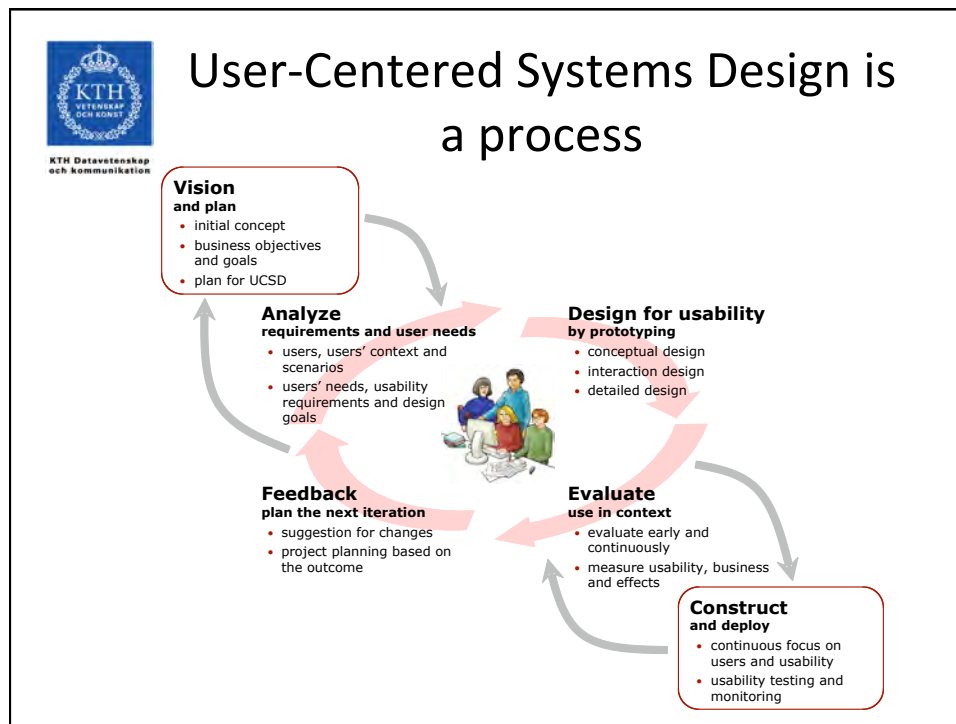 User-Centered Systems Design is
a process
KTH
VETENSKAP
OCH KONST
KTH Datavetenskap
och kommunikation
Vision
and plan
• initial concept
• business objectives
and goals
• plan for UCSD
Analyze
requirements and user needs
• users, users’ context and
scenarios
• users’ needs, usability
requirements and design
goals
Design for usability
by prototyping
• conceptual design
• interaction design
• detailed design
Feedback
plan the next iteration
• suggestion for changes
• project planning based on
the outcome
Evaluate
use in context
• evaluate early and
continuously
• measure usability, business
and effects
Construct
and deploy
• continuous focus on
users and usability
• usability testing and
monitoring